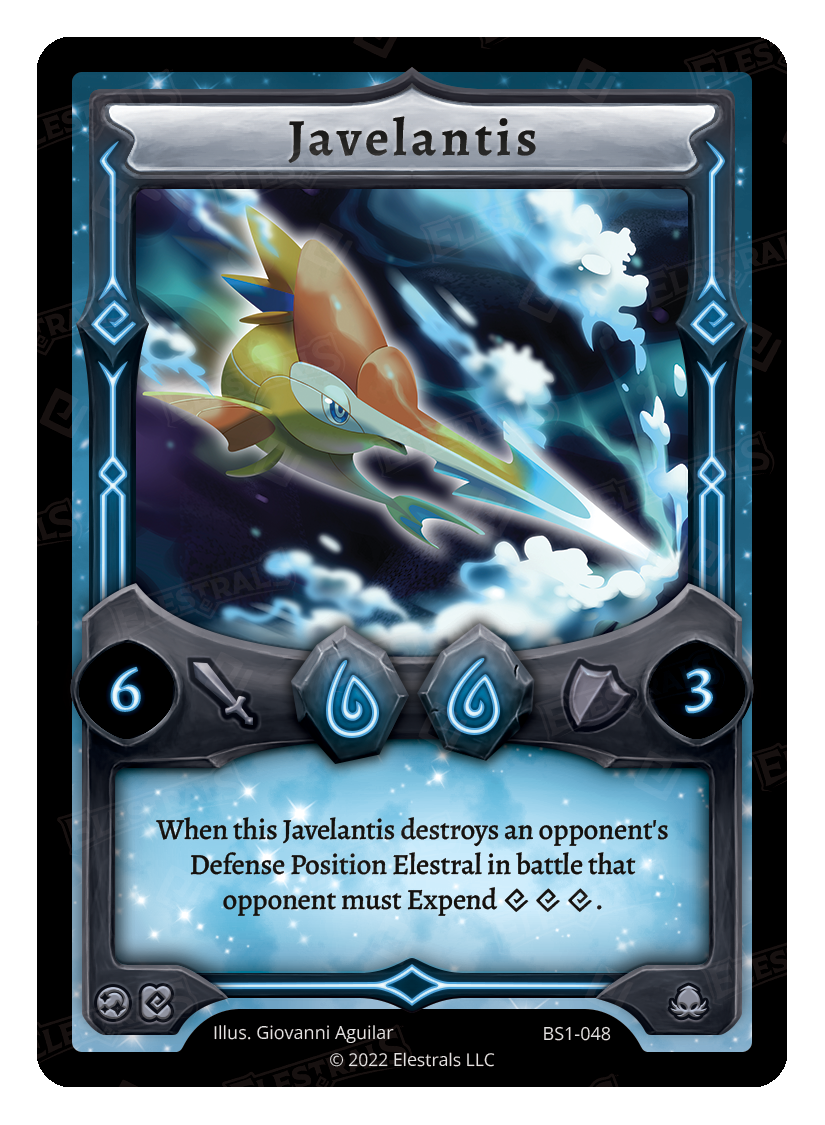 Javelantis
6
3
When this Javelantis destroys an opponent's
Defense Position Elestral in battle that
opponent must Expend .
Illus. Giovanni Aguilar
BS1-048
© 2022 Elestrals LLC
ELESTRALS